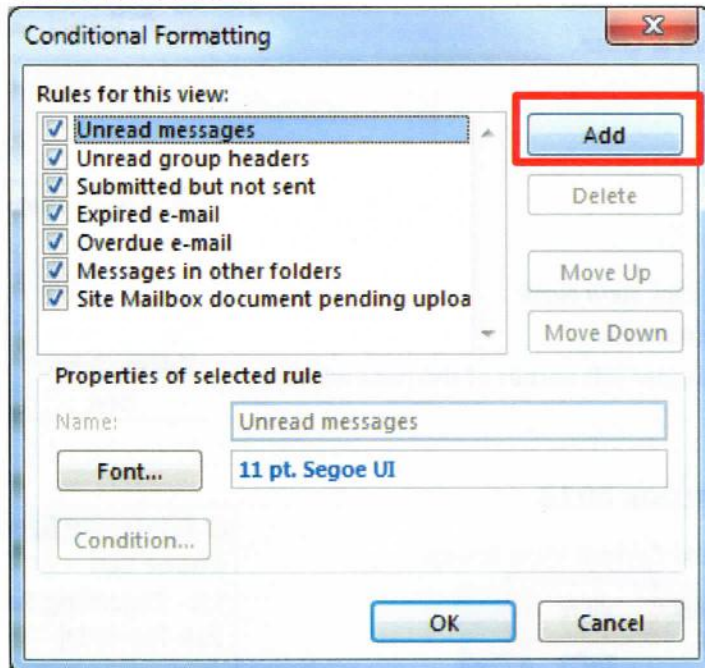 Conditional Formatting
Rules for this view:
Unread messages
Unread group headers
Submitted but not sent
Expired e-mail
Overdue e-mail
Messages in other folders
Site Mailbox document pending uploa
Add
Delete
Move Up
Move Down
Properties of selected rule
Name:
Unread messages
Font...
11 pt. Segoe UI
Condition...
OK
Cancel